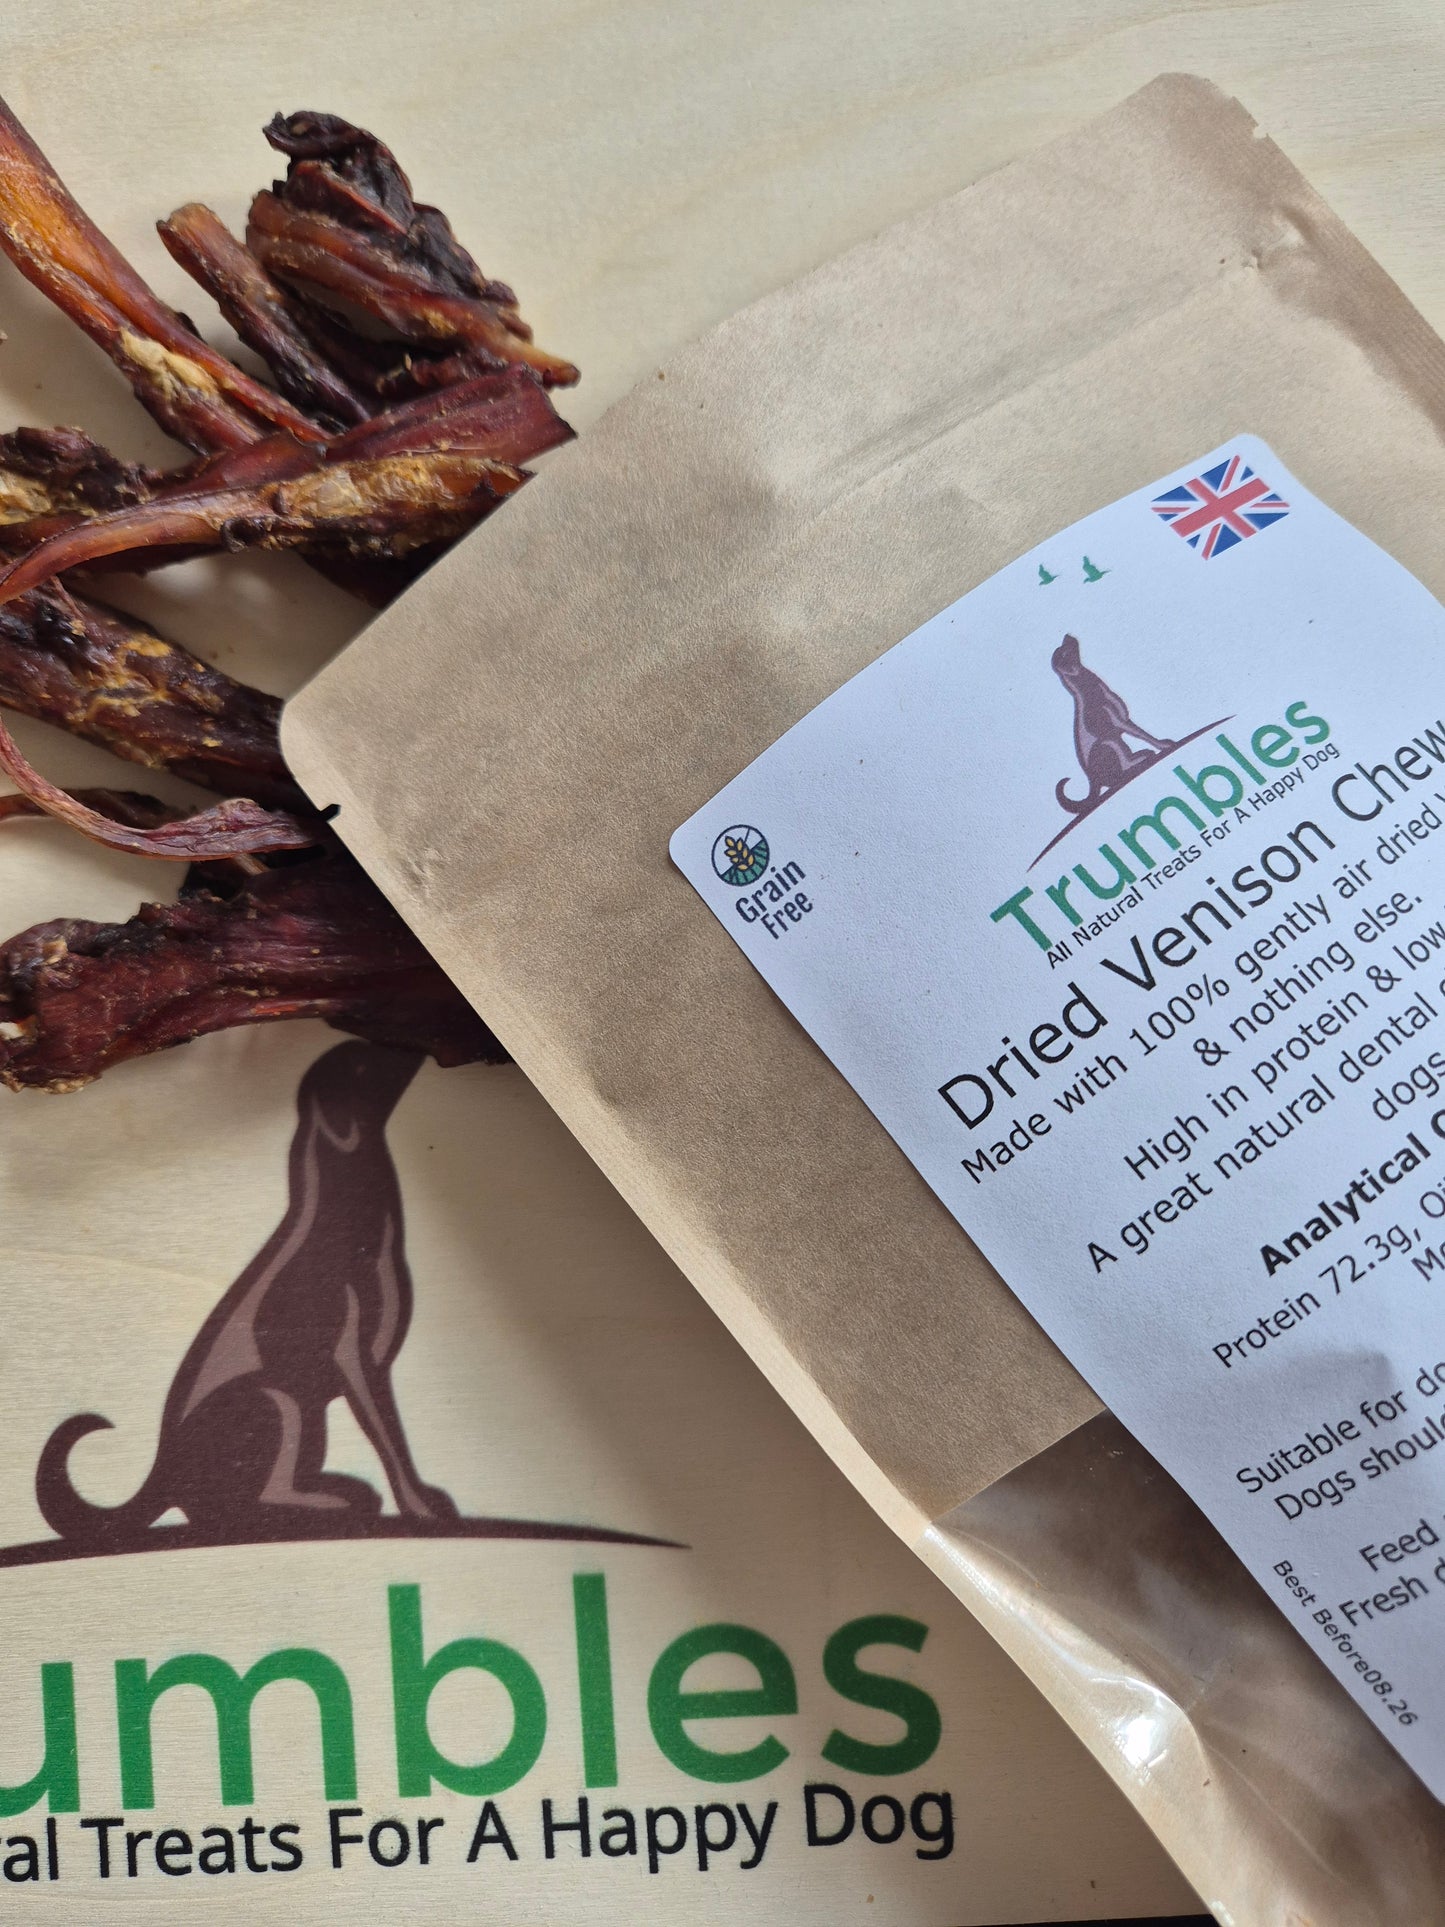 Grain
Free
Trumbles
All Natural Treats For A Happy Dog
Dried Venison Chew
Made with 100% gently air dried
& nothing else.
High in protein & low
A great natural dental
dogs
Analytical
Protein 72.3g,
Suitable for
Dogs
Feed
Fresh
Best Before08.26
umbles
al Treats For A Happy Dog